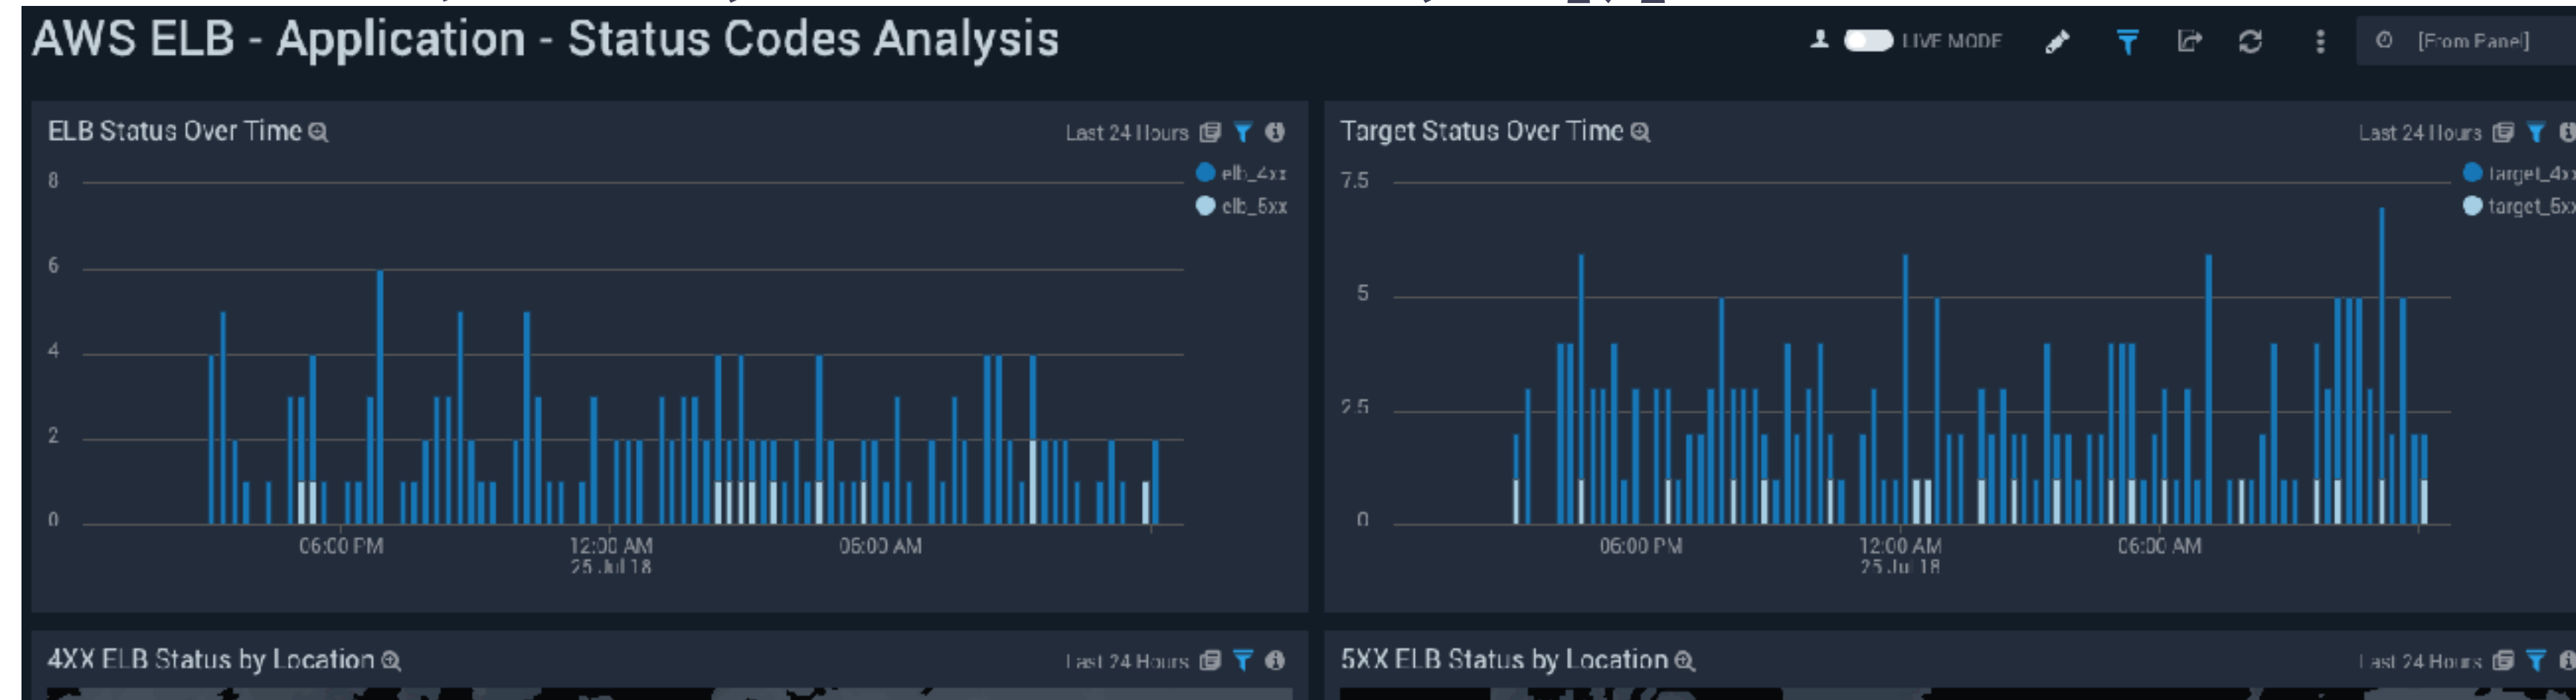 AWS ELB - Application - Status Codes Analysis
LIVE MODE
[From Panel]
ELB Status Over Time
Last 24 Hours
8
6
4
2
0
elb_4xx
elb_5xx
06:00 PM
12:00 AM
25 Jul 18
06:00 AM
Target Status Over Time
Last 24 Hours
7.5
5
2.5
0
target_4xx
target_5xx
06:00 PM
12:00 AM
25 Jul 18
06:00 AM
4XX ELB Status by Location
Last 24 Hours
5XX ELB Status by Location
Last 24 Hours